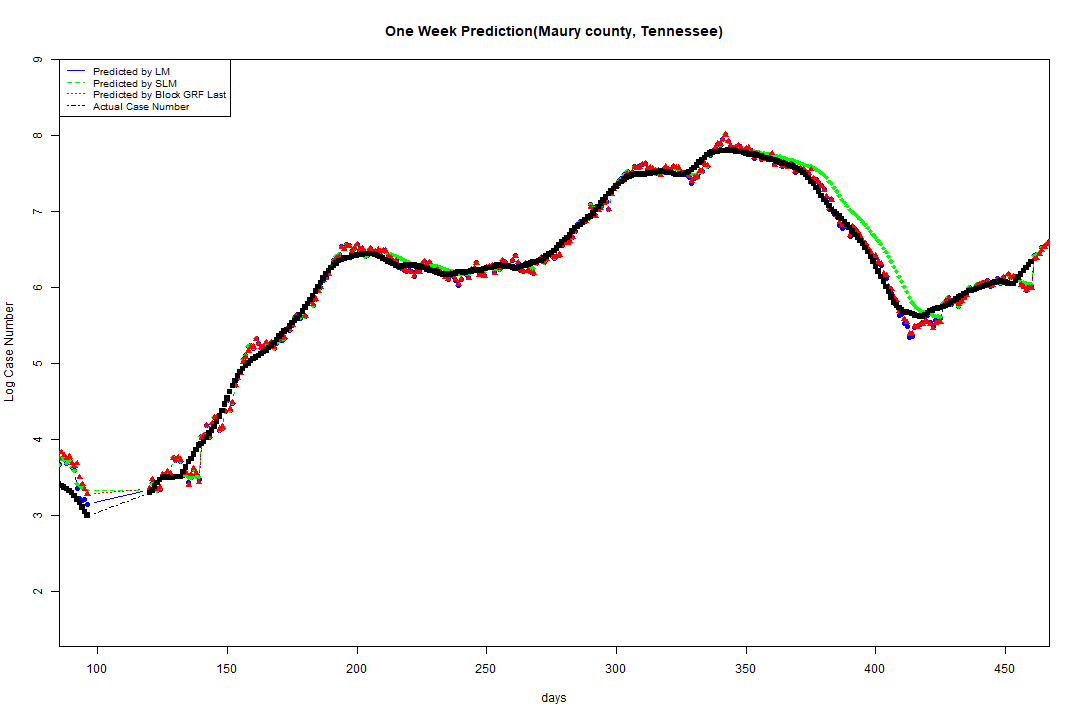 One Week Prediction(Maury county, Tennessee)
Predicted by LM
Predicted by SLM
Predicted by Block GRF Last
Actual Case Number
9
8
7
6
5
4
3
2
Log Case Number
100 150 200 250 300 350 400 450
days